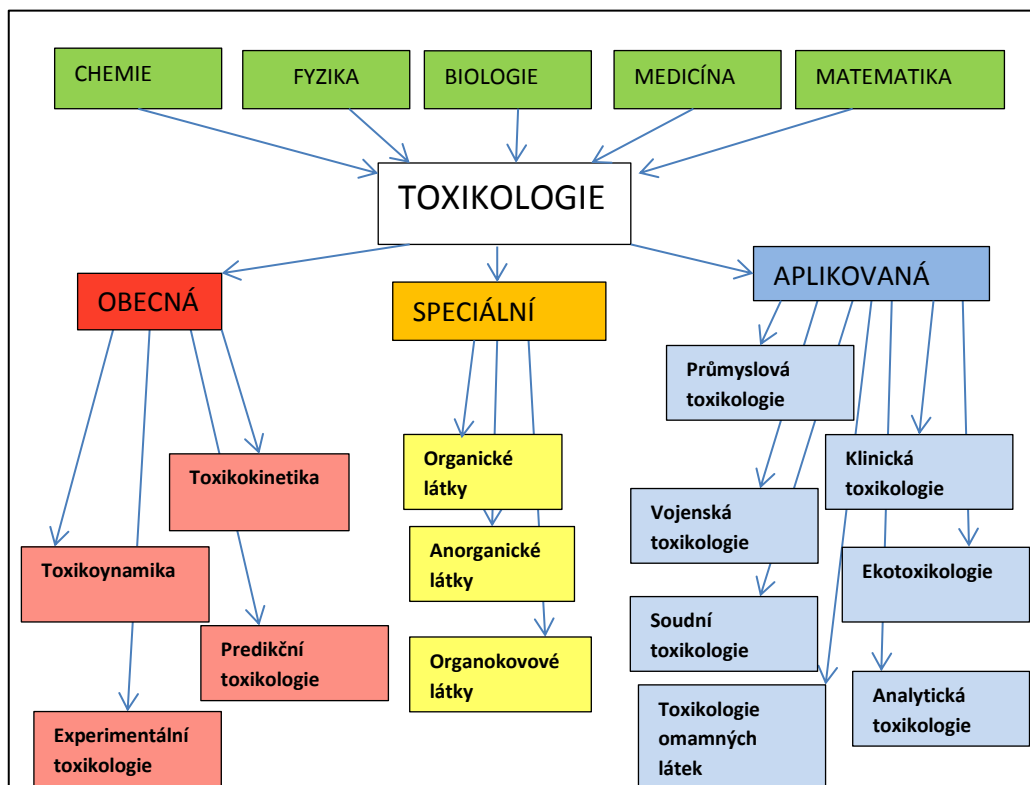 CHEMIE
FYZIKA
BIOLOGIE
MEDICÍNA
MATEMATIKA
TOXIKOLOGIE
OBECNÁ
SPECIÁLNÍ
APLIKOVANÁ
Toxikokinetika
Toxikoynamika
Predikční
toxikologie
Experimentální
toxikologie
Organické
látky
Anorganické
látky
Organokovové
látky
Průmyslová
toxikologie
Klinická
toxikologie
Vojenská
toxikologie
Ekotoxikologie
Soudní
toxikologie
Analytická
toxikologie
Toxikologie
omamných
látek